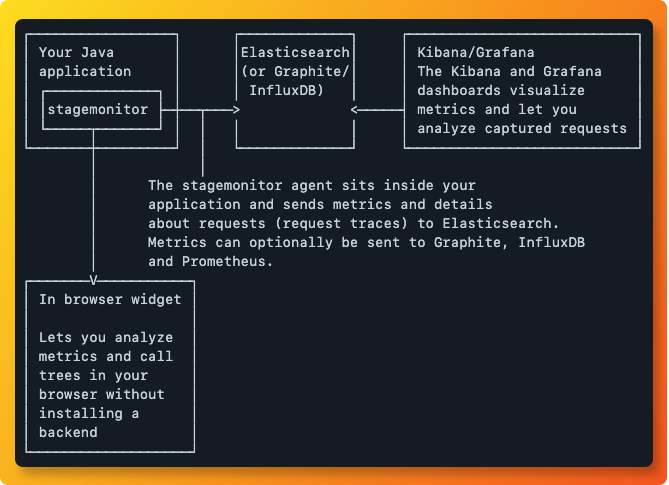 Your Java
application
stagemonitor
Elasticsearch
(or Graphite/
InfluxDB)
Kibana/Grafana
The Kibana and Grafana
dashboards visualize
metrics and let you
analyze captured requests
The stagemonitor agent sits inside your
application and sends metrics and details
about requests (request traces) to Elasticsearch.
Metrics can optionally be sent to Graphite, InfluxDB
and Prometheus.
In browser widget
Lets you analyze
metrics and call
trees in your
browser without
installing a
backend